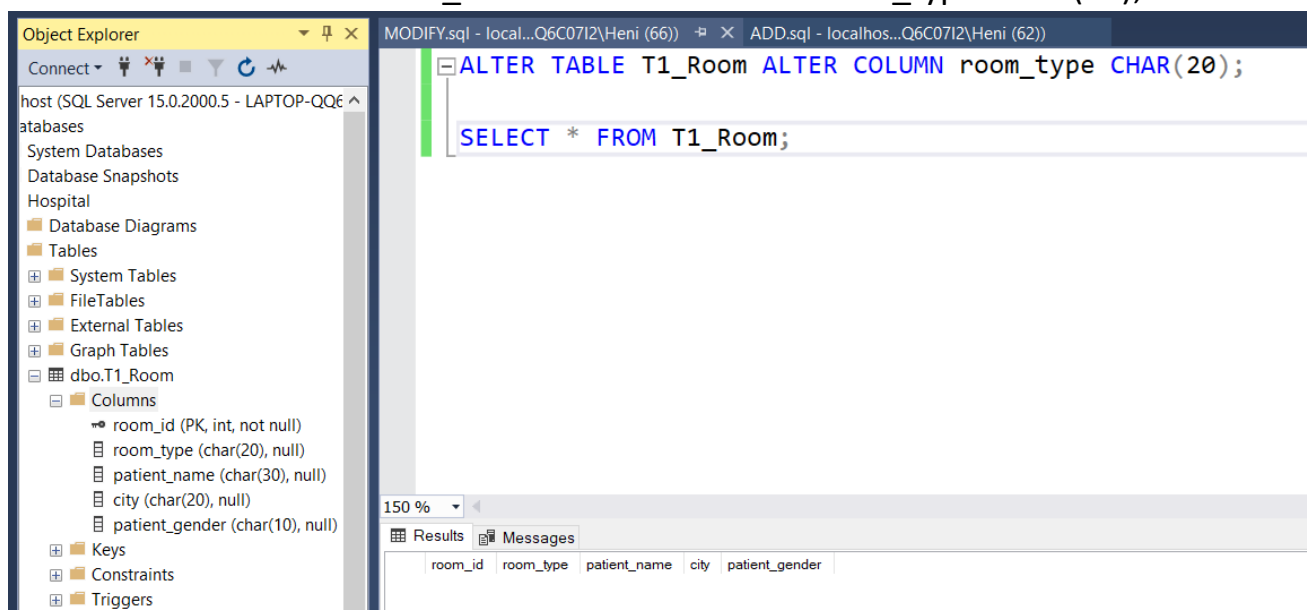 Object Explorer
Connect
host (SQL Server 15.0.2000.5 - LAPTOP-QQ6
atabases
System Databases
Database Snapshots
Hospital
Database Diagrams
Tables
System Tables
FileTables
External Tables
Graph Tables
dbo.T1_Room
Columns
room_id (PK, int, not null)
room_type (char(20), null)
patient_name (char(30), null)
city (char(20), null)
patient_gender (char(10), null)
Keys
Constraints
Triggers
MODIFY.sql - local...Q6C07I2\Heni (66)) ADD.sql - localhos...Q6C07I2\Heni (62))
ALTER TABLE T1_Room ALTER COLUMN room_type CHAR(20);
SELECT * FROM T1_Room;
150 %
Results Messages
room_id room_type patient_name city patient_gender